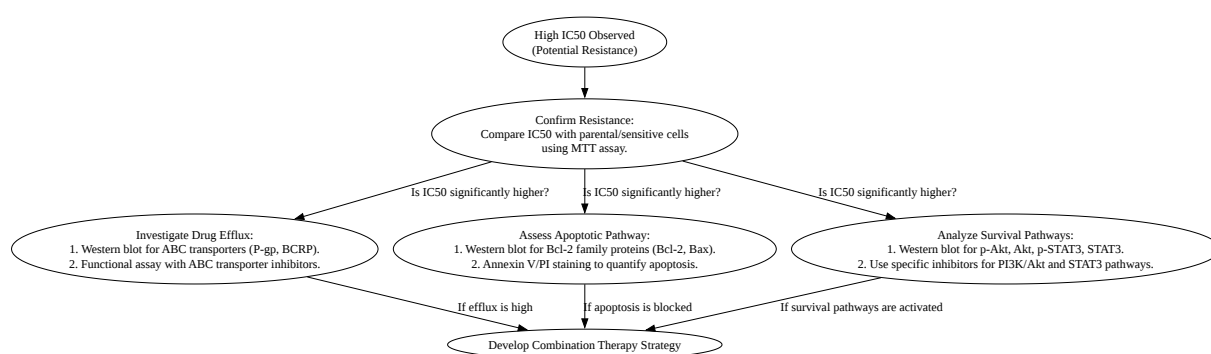 High IC50 Observed
(Potential Resistance)
Confirm Resistance:
Compare IC50 with parental/sensitive cells
using MTT assay.
Is IC50 significantly higher?
Is IC50 significantly higher?
Is IC50 significantly higher?
Investigate Drug Efflux:
1. Western blot for ABC transporters (P-gp, BCRP).
2. Functional assay with ABC transporter inhibitors.
Assess Apoptotic Pathway:
1. Western blot for Bcl-2 family proteins (Bcl-2, Bax).
2. Annexin V/PI staining to quantify apoptosis.
Analyze Survival Pathways:
1. Western blot for p-Akt, Akt, p-STAT3, STAT3.
2. Use specific inhibitors for PI3K/Akt and STAT3 pathways.
If efflux is high
If apoptosis is blocked
If survival pathways are activated
Develop Combination Therapy Strategy